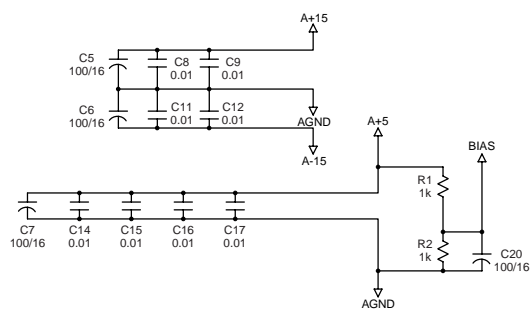 A+15
C5
100/16
C8
0.01
C9
0.01
C6
100/16
C11
0.01
C12
0.01
AGND
A-15
A+5
BIAS
R1
1k
R2
1k
C20
100/16
C7
100/16
C14
0.01
C15
0.01
C16
0.01
C17
0.01
AGND